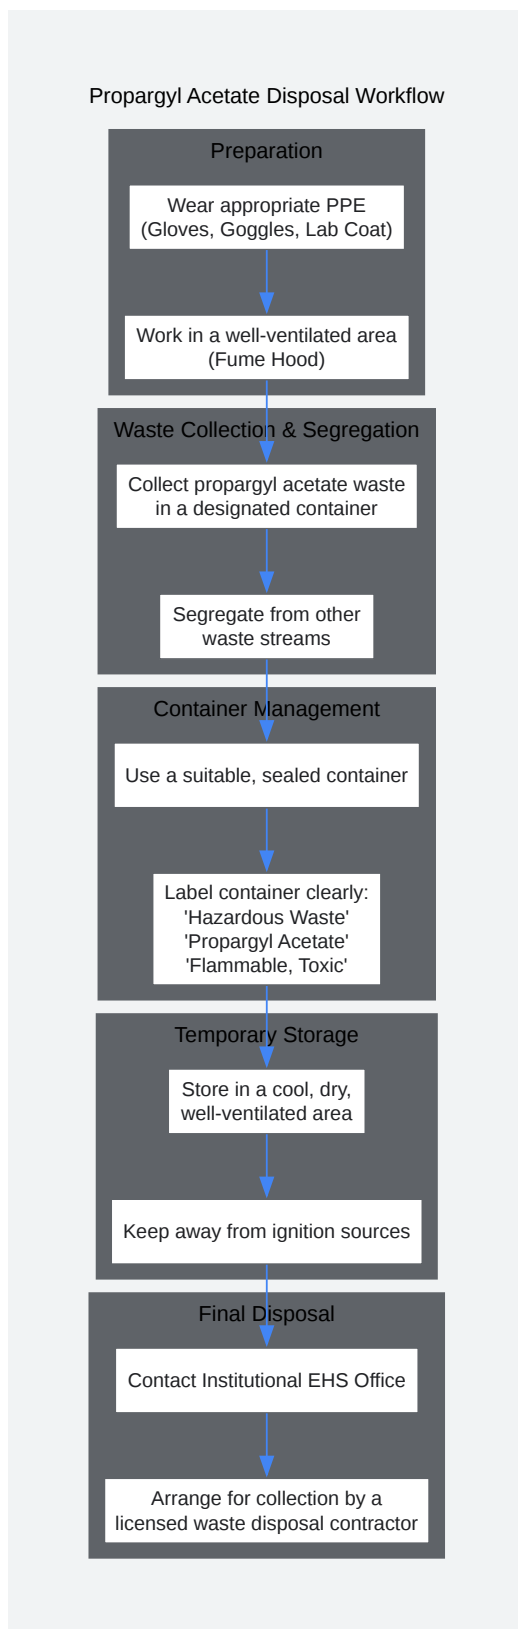 Propargyl Acetate Disposal Workflow
Preparation
Wear appropriate PPE
(Gloves, Goggles, Lab Coat)
Work in a well-ventilated area
(Fume Hood)
Waste Collection & Segregation
Collect propargyl acetate waste
in a designated container
Segregate from other
waste streams
Container Management
Use a suitable, sealed container
Label container clearly:
'Hazardous Waste'
'Propargyl Acetate'
'Flammable, Toxic'
Temporary Storage
Store in a cool, dry,
well-ventilated area
Keep away from ignition sources
Final Disposal
Contact Institutional EHS Office
Arrange for collection by a
licensed waste disposal contractor